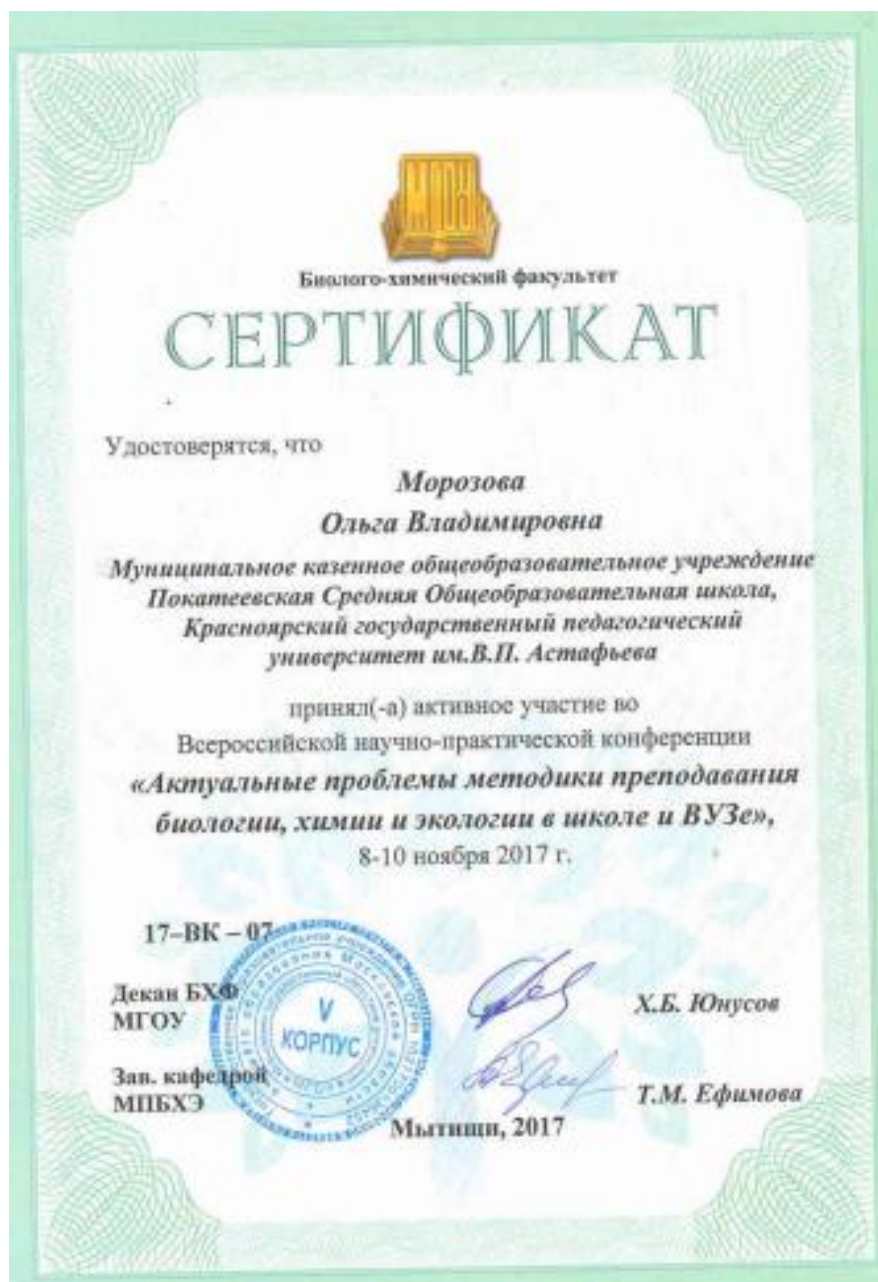 Биолого-химический факультет
СЕРТИФИКАТ
Удостоверятся, что
Морозова
Ольга Владимировна
Муниципальное казенное общеобразовательное учреждение
Покатеевская Средняя Общеобразовательная школа,
Красноярский государственный педагогический
университет им.В.П. Астафьева
принял(-а) активное участие во
Всероссийской научно-практической конференции
«Актуальные проблемы методики преподавания
биологии, химии и экологии в школе и ВУЗе»,
8-10 ноября 2017 г.
17–ВК – 07
Декан БХФ
МГОУ
Х.Б. Юнусов
V
КОРПУС
Зав. кафедрой
МПБХЭ
Т.М. Ефимова
Мытищи, 2017